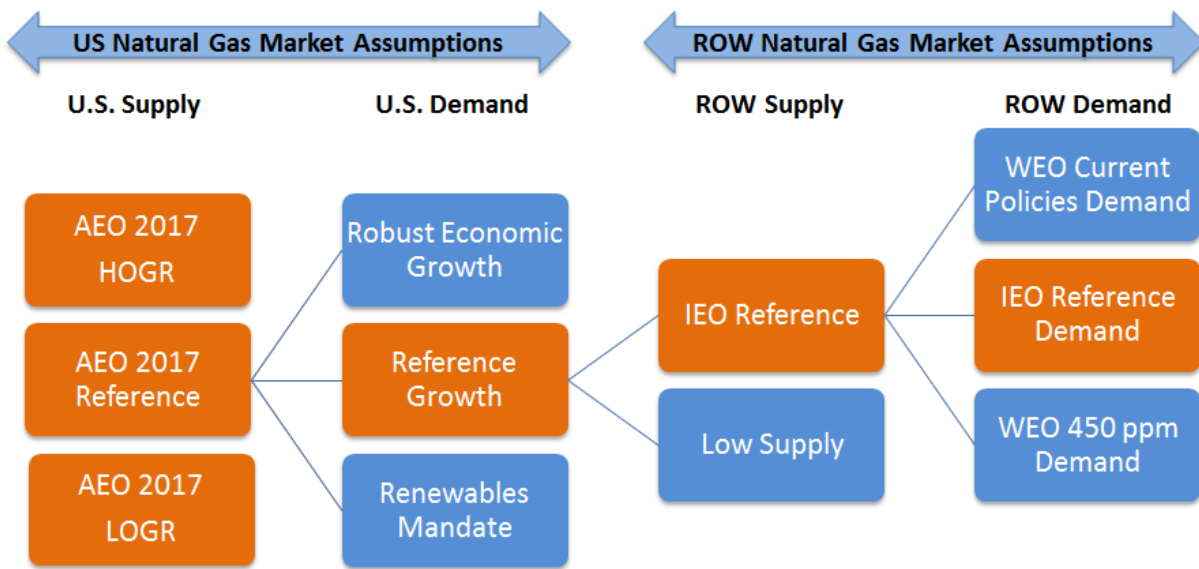 US Natural Gas Market Assumptions
ROW Natural Gas Market Assumptions
U.S. Supply
U.S. Demand
ROW Supply
ROW Demand
AEO 2017
HOGR
AEO 2017
Reference
AEO 2017
LOGR
Robust Economic
Growth
Reference
Growth
Renewables
Mandate
IEO Reference
Low Supply
WEO Current
Policies Demand
IEO Reference
Demand
WEO 450 ppm
Demand